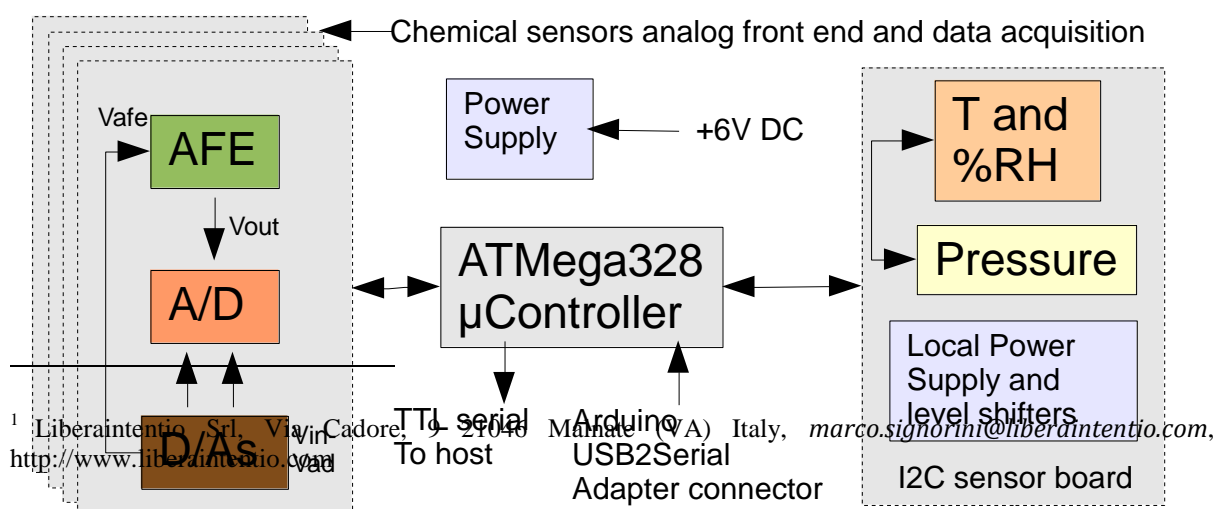 Chemical sensors analog front end and data acquisition
Vafe
AFE
Vout
A/D
D/As
Vin
Vad
Power
Supply
+6V DC
ATMega328
µController
TTL serial
To host
Arduino
USB2Serial
Adapter connector
T and
%RH
Pressure
Local Power
Supply and
level shifters
I2C sensor board
1 Liberaintentio Srl, Via Cadore, 9 21046 Malnate (VA) Italy, marco.signorini@liberaintentio.com,
http://www.liberaintentio.com